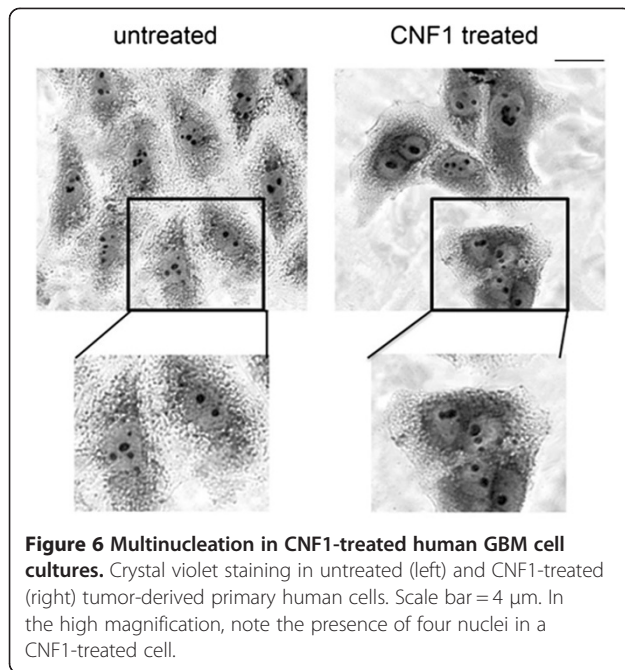 untreated
CNF1 treated
Figure 6 Multinucleation in CNF1-treated human GBM cell
cultures. Crystal violet staining in untreated (left) and CNF1-treated
(right) tumor-derived primary human cells. Scale bar = 4 μm. In
the high magnification, note the presence of four nuclei in a
CNF1-treated cell.